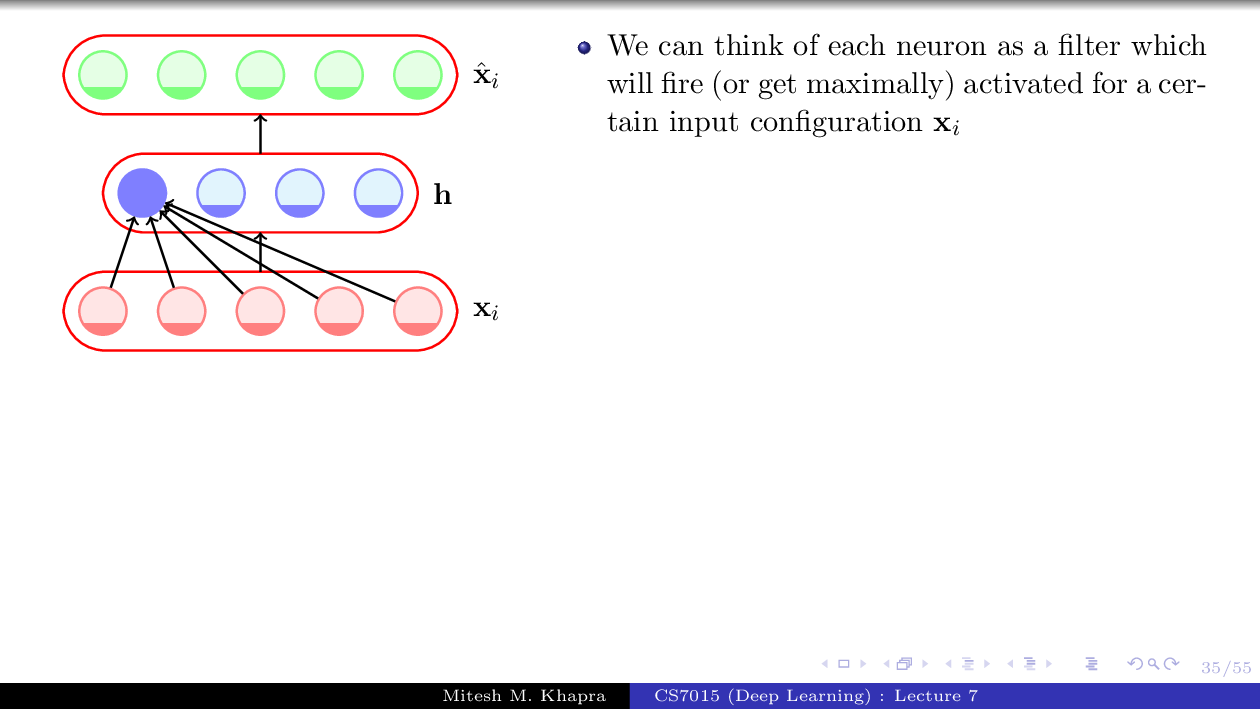 x̂ᵢ
h
xᵢ
We can think of each neuron as a filter which
will fire (or get maximally) activated for a cer-
tain input configuration xᵢ
35/55
Mitesh M. Khapra
CS7015 (Deep Learning) : Lecture 7